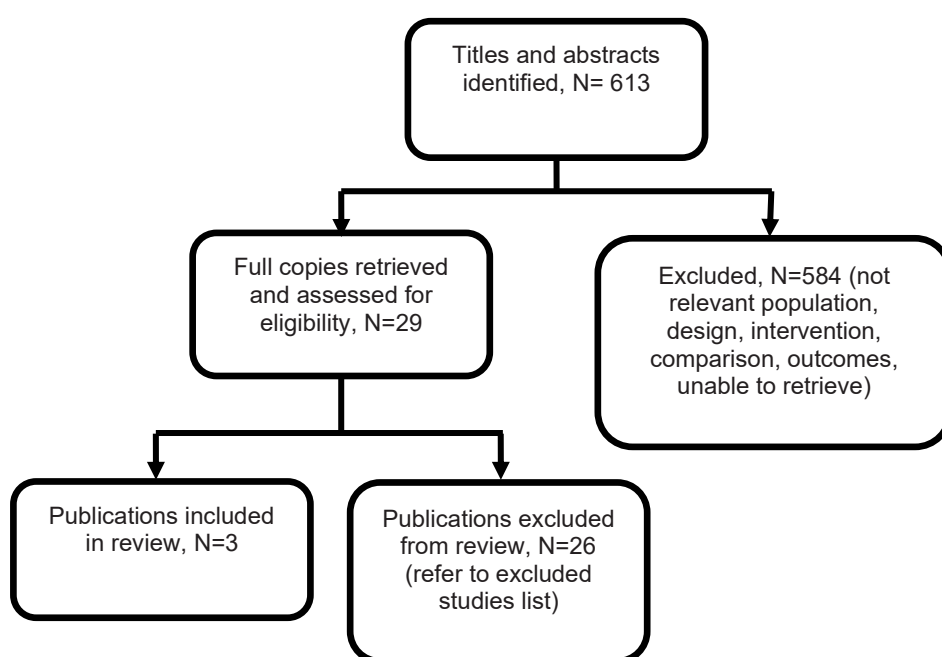 Titles and abstracts
identified, N= 613
Full copies retrieved
and assessed for
eligibility, N=29
Excluded, N=584 (not
relevant population,
design, intervention,
comparison, outcomes,
unable to retrieve)
Publications included
in review, N=3
Publications excluded
from review, N=26
(refer to excluded
studies list)